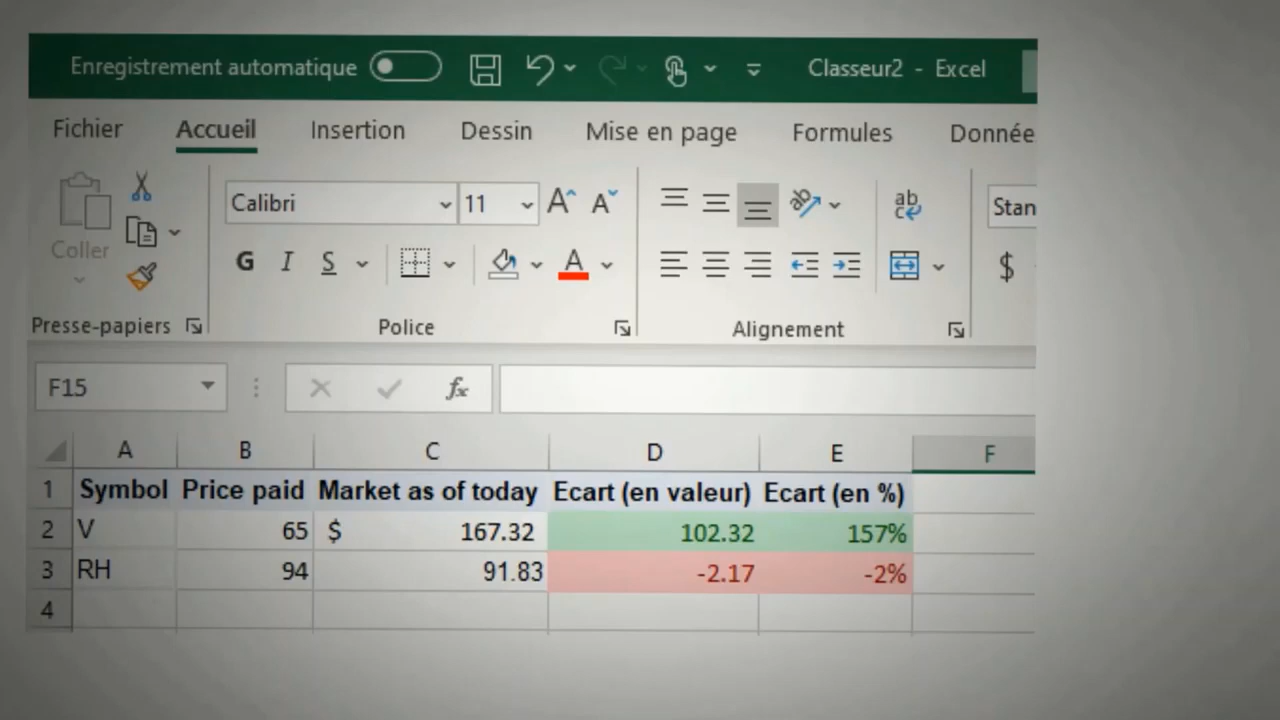 Enregistrement automatique Classeur2 - Excel
Fichier Accueil Insertion Dessin Mise en page Formules Donnée
Calibri 11 A A ab Stan
Coller G I S A ab c $
Presse-papiers Police Alignement
F15 fx
A B C D E F
1 Symbol Price paid Market as of today Ecart (en valeur) Ecart (en %)
2 V 65 $ 167.32 102.32 157%
3 RH 94 91.83 -2.17 -2%
4